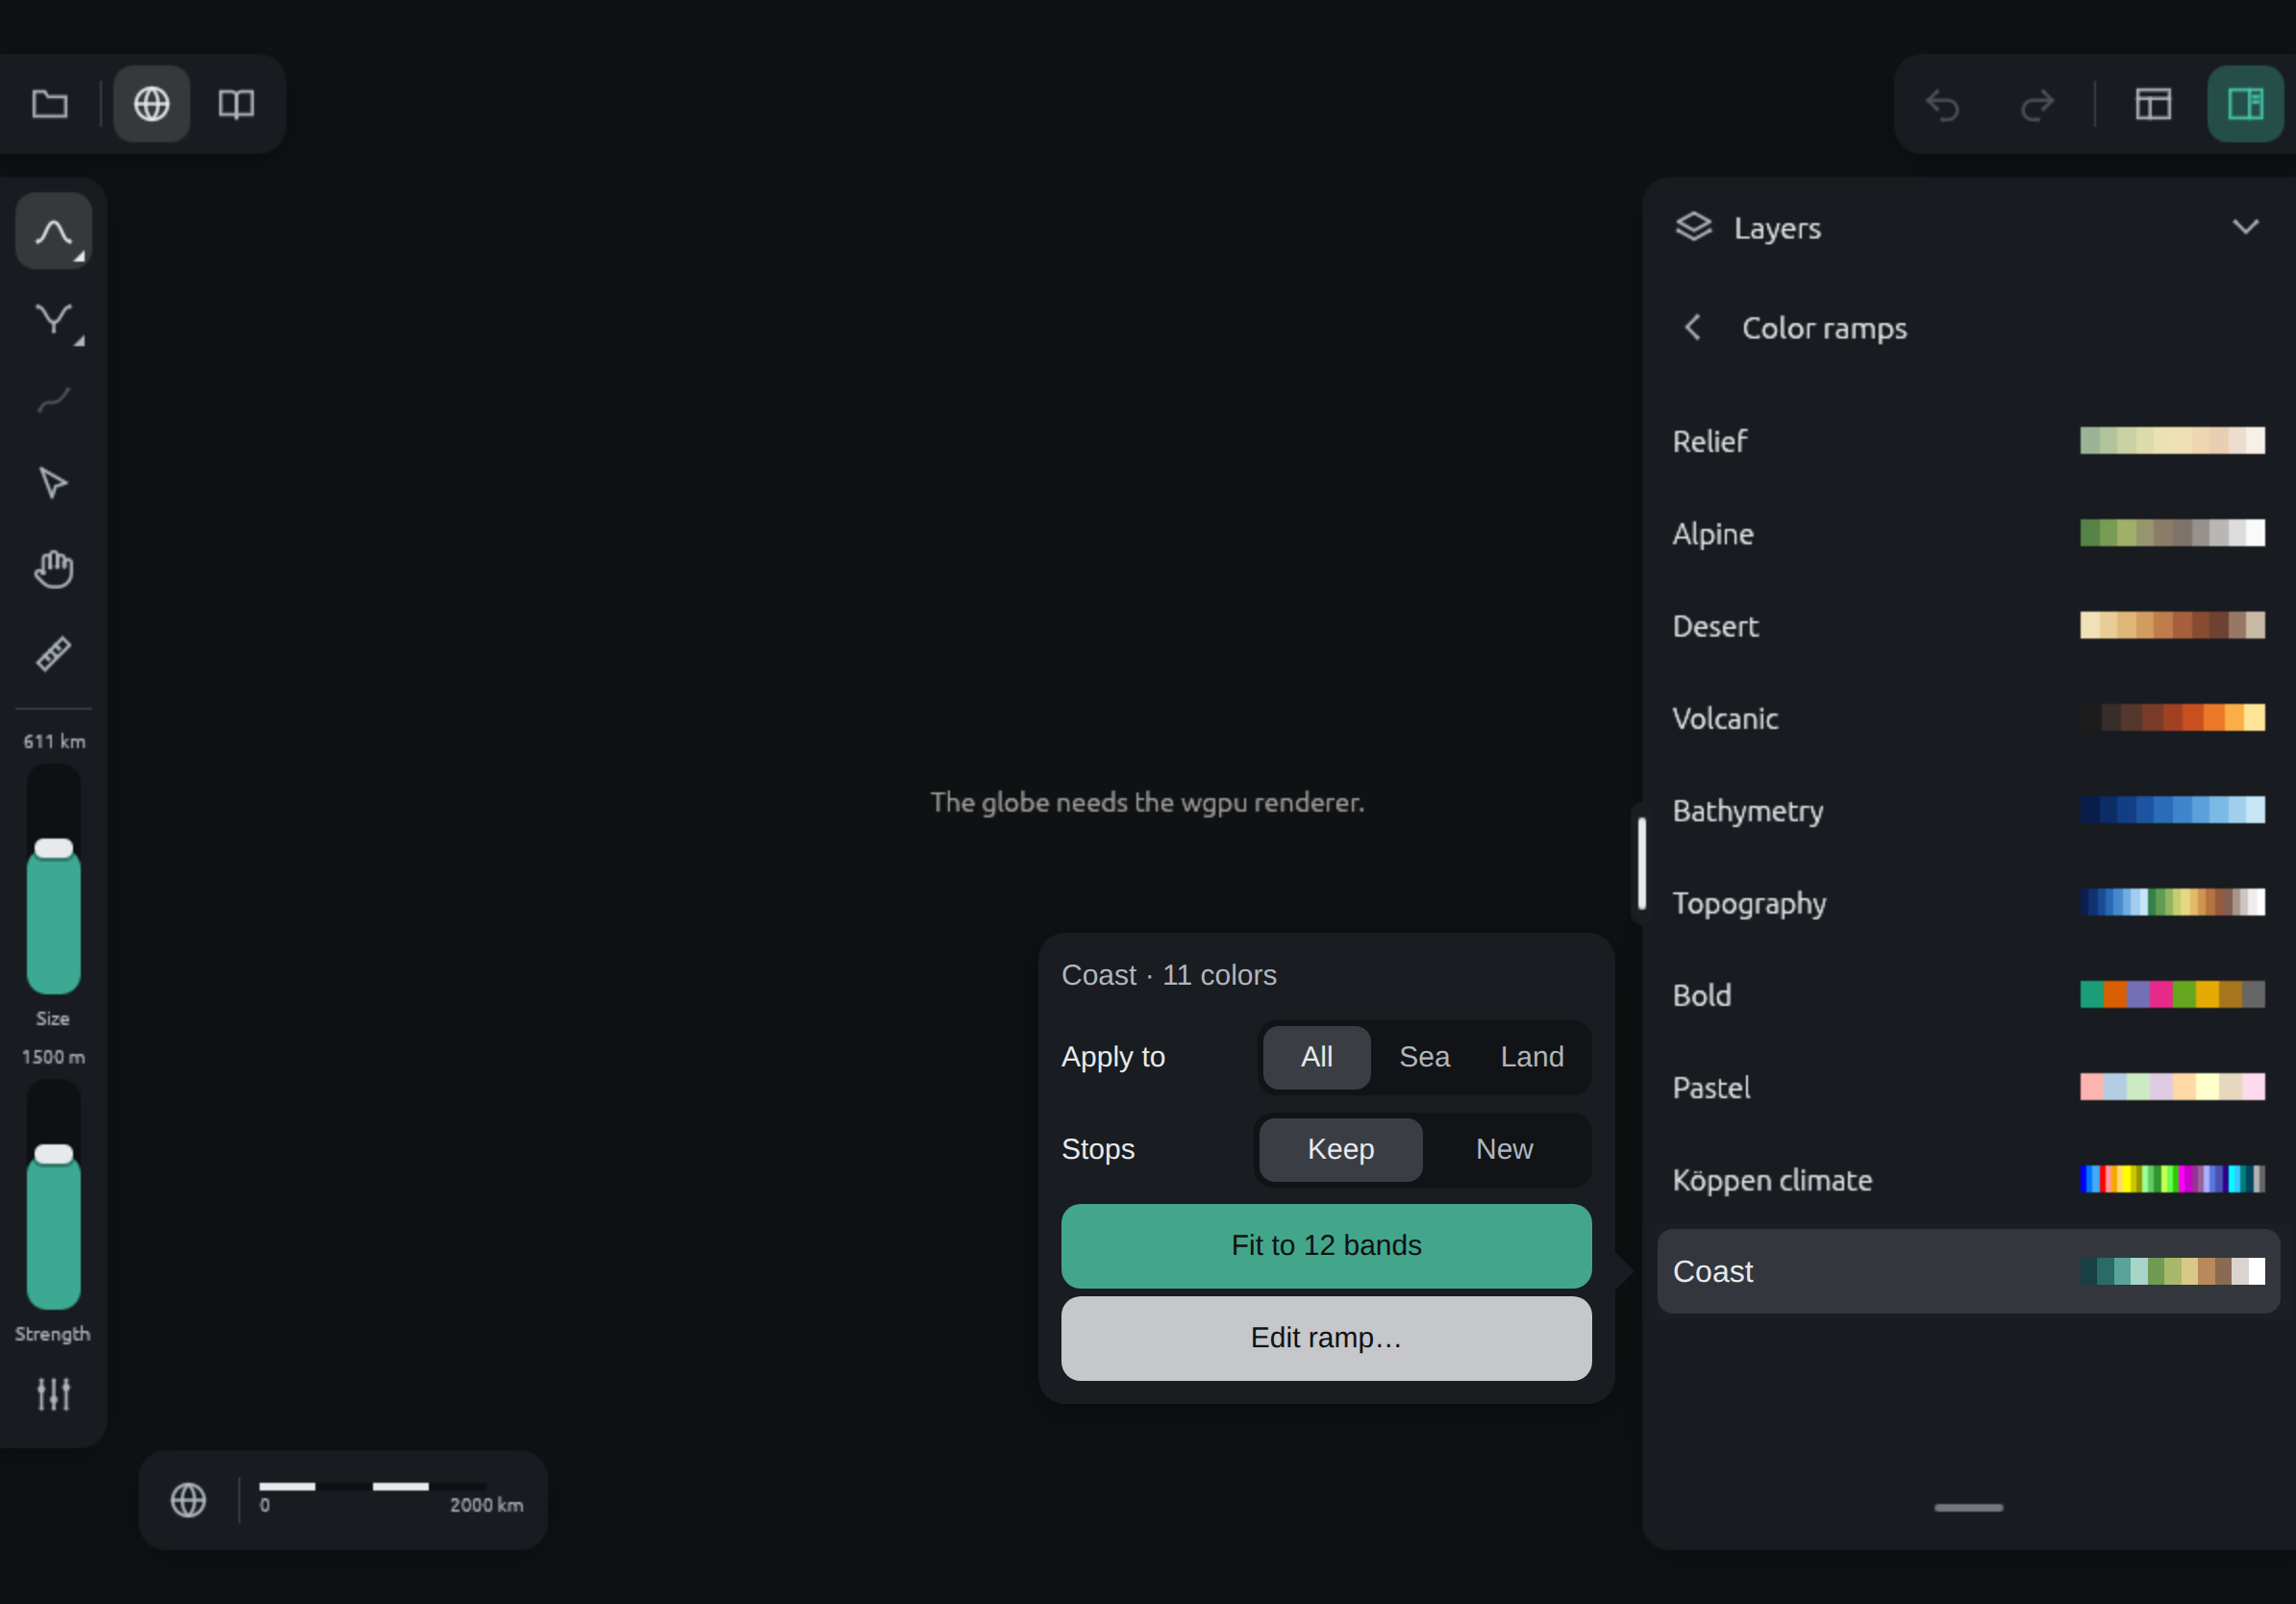 Layers
Color ramps
Relief
Alpine
Desert
611 km
Volcanic
The globe needs the wgpu renderer.
Bathymetry
Topography
Size
1500 m
Coast · 11 colors
Bold
Apply to All Sea Land
Pastel
Stops Keep New
Köppen climate
Fit to 12 bands
Coast
Strength
Edit ramp…
0 2000 km